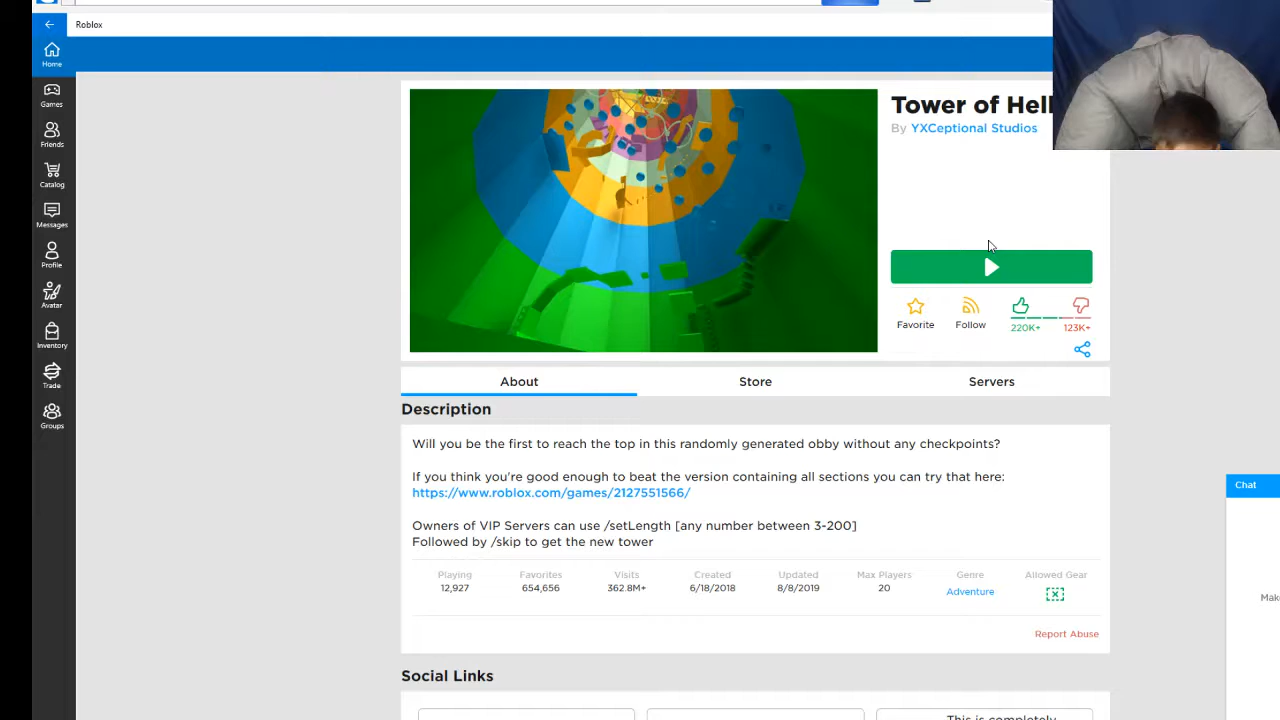 Roblox
Home
Games
Friends
Catalog
Messages
Profile
Avatar
Inventory
Trade
Groups
Tower of Hell
By YXCeptional Studios
Favorite
Follow
220K+
123K+
About
Store
Servers
Description
Will you be the first to reach the top in this randomly generated obby without any checkpoints?
If you think you're good enough to beat the version containing all sections you can try that here:
https://www.roblox.com/games/2127551566/
Owners of VIP Servers can use /setLength [any number between 3-200]
Followed by /skip to get the new tower
Playing Favorites Visits Created Updated Max Players Genre Allowed Gear
12,927 654,656 362.8M+ 6/18/2018 8/8/2019 20 Adventure
Report Abuse
Social Links
This is completely
Chat
Mak